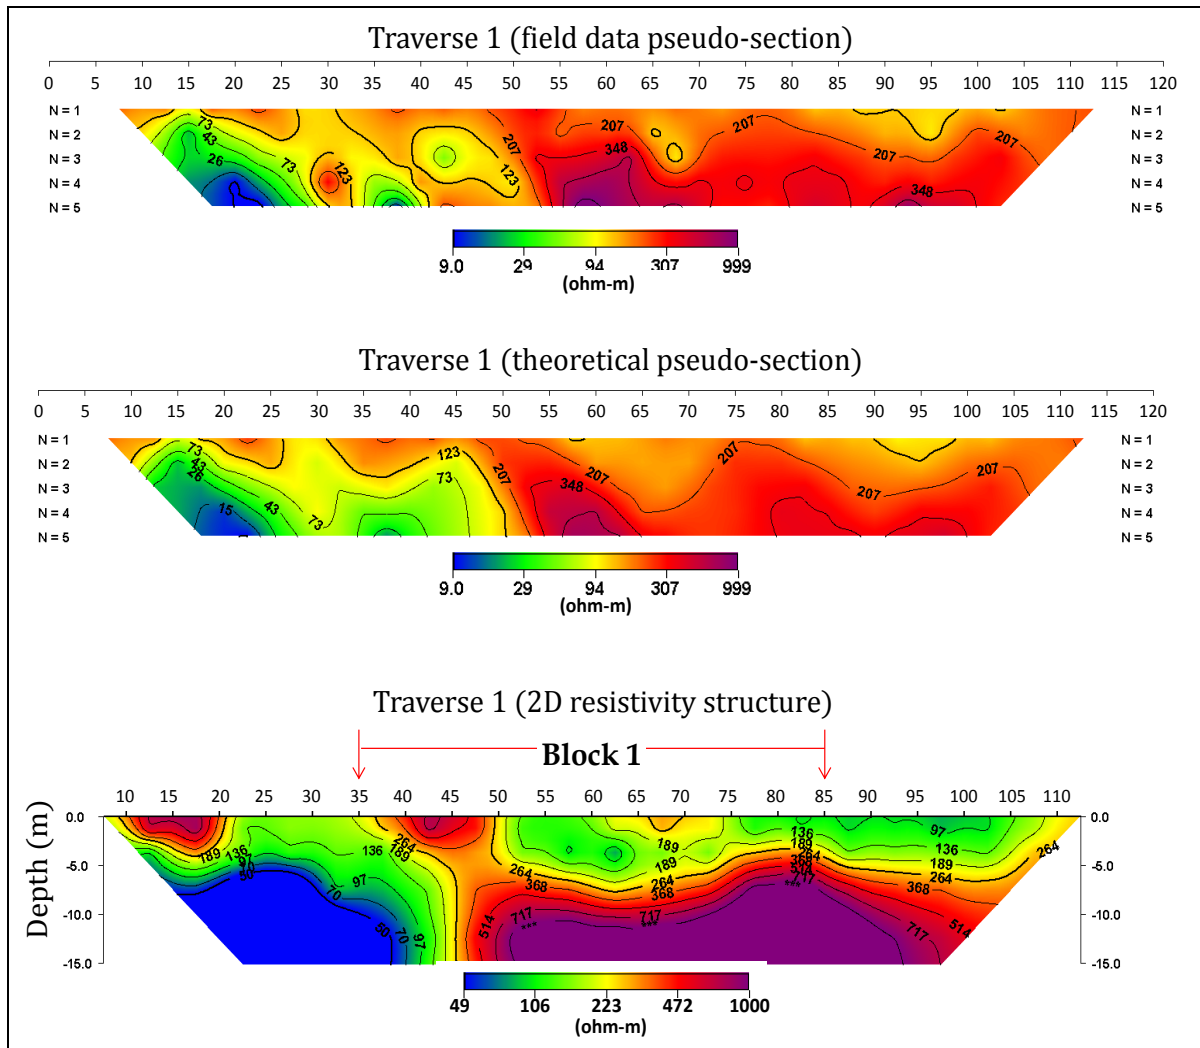 Traverse 1 (field data pseudo-section)
0 5 10 15 20 25 30 35 40 45 50 55 60 65 70 75 80 85 90 95 100 105 110 115 120
N = 1 N = 1
N = 2 73 207 207 N = 2
43 207 207
N = 3 26 73 123 348 207 N = 3
N = 4 123 348 N = 4
N = 5 N = 5
9.0 29 94 307 999
(ohm-m)
Traverse 1 (theoretical pseudo-section)
0 5 10 15 20 25 30 35 40 45 50 55 60 65 70 75 80 85 90 95 100 105 110 115 120
N = 1 73 123 207 N = 1
N = 2 43 207 207 207 N = 2
26 73
N = 3 348 207 N = 3
N = 4 15 43 73 N = 4
N = 5 N = 5
9.0 29 94 307 999
(ohm-m)
Traverse 1 (2D resistivity structure)
Block 1
10 15 20 25 30 35 40 45 50 55 60 65 70 75 80 85 90 95 100 105 110
Depth (m)
0.0 97 0.0
264 136 136
189 136 136 189 189 264 264
-5.0 97 189 264 189 -5.0
50 70 97 264 368 264 368 514 717 368
*** 
-10.0 50 70 97 514 717 717 717 514 -10.0
*** ***
-15.0 -15.0
49 106 223 472 1000
(ohm-m)